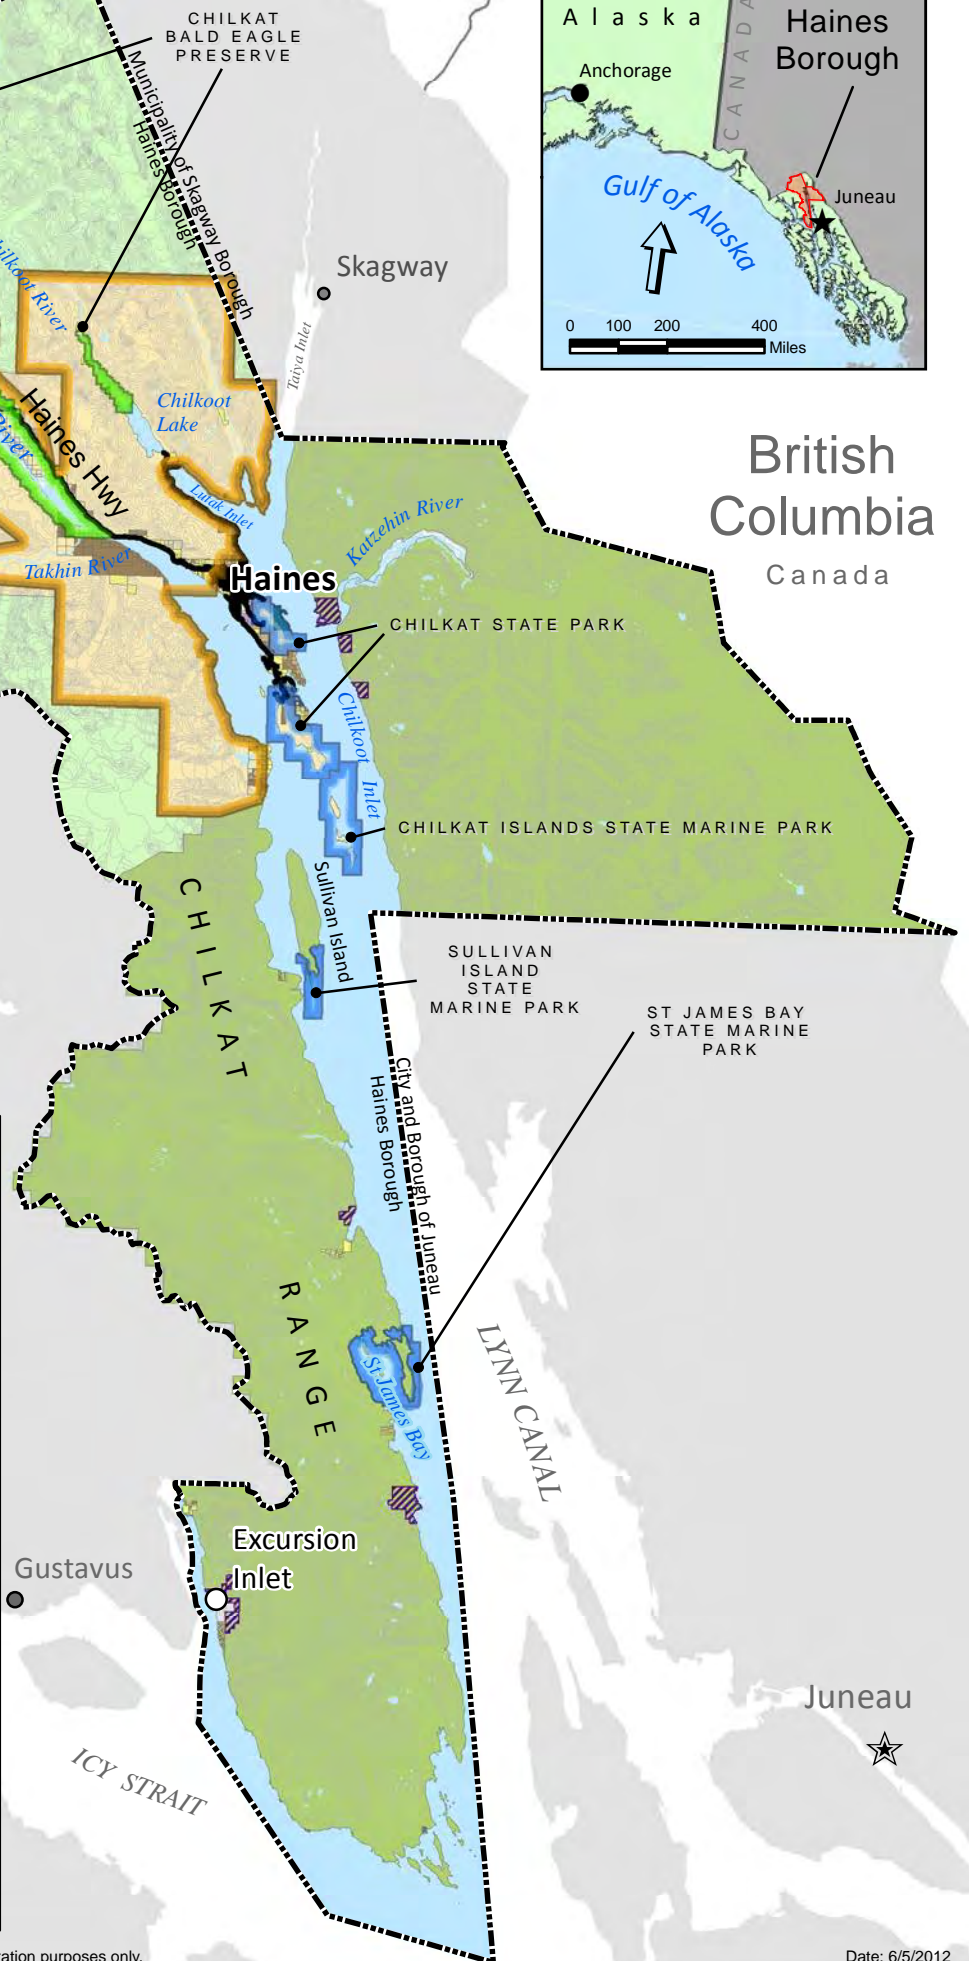 CHILKAT
BALD EAGLE
PRESERVE
Alaska
Anchorage
CANADA
Haines
Borough
Juneau
Gulf of Alaska
0 100 200 400
Miles
Municipality of Skagway Borough
Haines Borough
Skagway
Taiya Inlet
River
Chilkoot
Lake
Haines Hwy
River
Lutak Inlet
Takhin River
Haines
Katzehin River
British
Columbia
Canada
CHILKAT STATE PARK
Chilkoot Inlet
CHILKAT ISLANDS STATE MARINE PARK
CHILKAT
Sullivan Island
SULLIVAN
ISLAND
STATE
MARINE PARK
ST JAMES BAY
STATE MARINE
PARK
City and Borough of Juneau
Haines Borough
RANGE
St James Bay
LYNN CANAL
Excursion
Inlet
Gustavus
Juneau
ICY STRAIT
purposes only.
Date: 6/5/2012